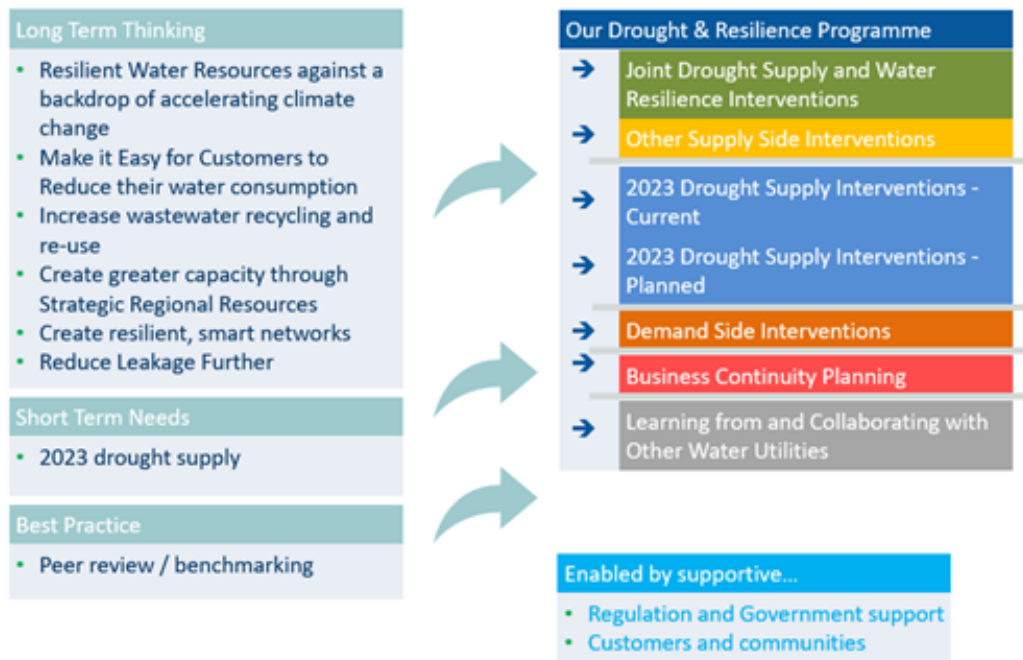 Long Term Thinking
• Resilient Water Resources against a
backdrop of accelerating climate
change
• Make it Easy for Customers to
Reduce their water consumption
• Increase wastewater recycling and
re-use
• Create greater capacity through
Strategic Regional Resources
• Create resilient, smart networks
• Reduce Leakage Further
Short Term Needs
• 2023 drought supply
Best Practice
• Peer review / benchmarking
Our Drought & Resilience Programme
Joint Drought Supply and Water
Resilience Interventions
Other Supply Side Interventions
2023 Drought Supply Interventions -
Current
2023 Drought Supply Interventions -
Planned
Demand Side Interventions
Business Continuity Planning
Learning from and Collaborating with
Other Water Utilities
Enabled by supportive...
• Regulation and Government support
• Customers and communities